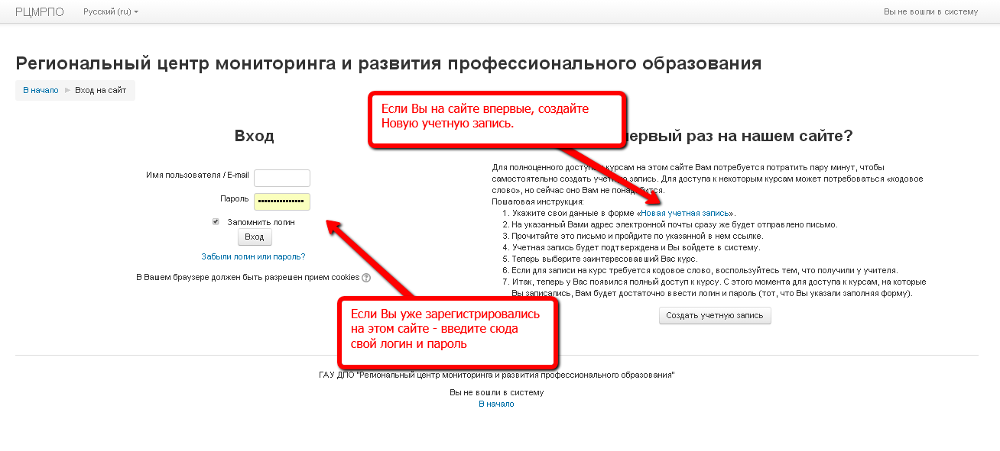 РЦМРПО
Русский (ru)
Вы не вошли в систему
Региональный центр мониторинга и развития профессионального образования
В начало
Вход на сайт
Если Вы на сайте впервые, создайте
Новую учетную запись.
Вход
Имя пользователя / E-mail
Пароль
Запомнить логин
Вход
Забыли логин или пароль?
В Вашем браузере должен быть разрешен прием cookies
Если Вы уже зарегистрировались
на этом сайте - введите сюда
свой логин и пароль
раз на нашем сайте?
Для полноценного доступа к курсам на этом сайте Вам потребуется потратить пару минут, чтобы
самостоятельно создать учетную запись. Для доступа к некоторым курсам может потребоваться «кодовое
слово», но сейчас оно Вам не понадобится.
Пошаговая инструкция:
1. Укажите свои данные в форме «Новая учетная запись».
2. На указанный Вами адрес электронной почты сразу же будет отправлено письмо.
3. Прочитайте это письмо и пройдите по указанной в нем ссылке.
4. Учетная запись будет подтверждена и Вы войдете в систему.
5. Теперь выберите заинтересовавший Вас курс.
6. Если для записи на курс требуется кодовое слово, воспользуйтесь тем, что получили у учителя.
7. Итак, теперь у Вас появился полный доступ к курсу. С этого момента для доступа к курсам, на которые
Вы записались, Вам будет достаточно ввести логин и пароль (тот, что Вы указали заполняя форму).
Создать учетную запись
ГАУ ДПО "Региональный центр мониторинга и развития профессионального образования"
Вы не вошли в систему
В начало